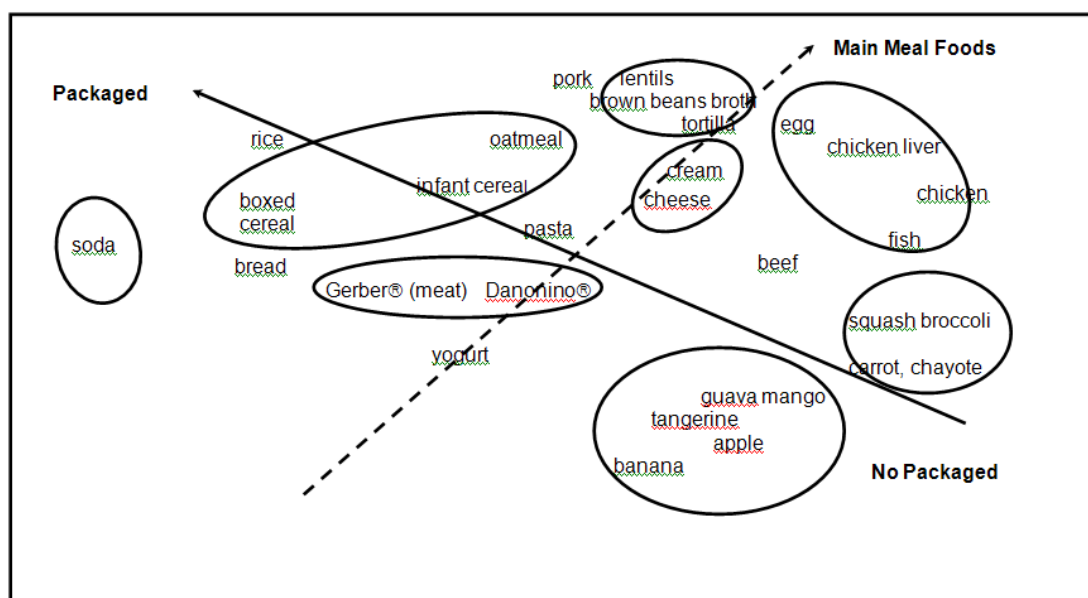 Main Meal Foods
pork lentils
Packaged
brown beans broth
tortilla
egg
rice
oatmeal
chicken liver
cream
infant cereal
chicken
boxed
cereal
cheese
pasta
fish
soda
bread
beef
Gerber® (meat) Danonino®
squash broccoli
yogurt
carrot, chayote
guava mango
tangerine
apple
banana
No Packaged